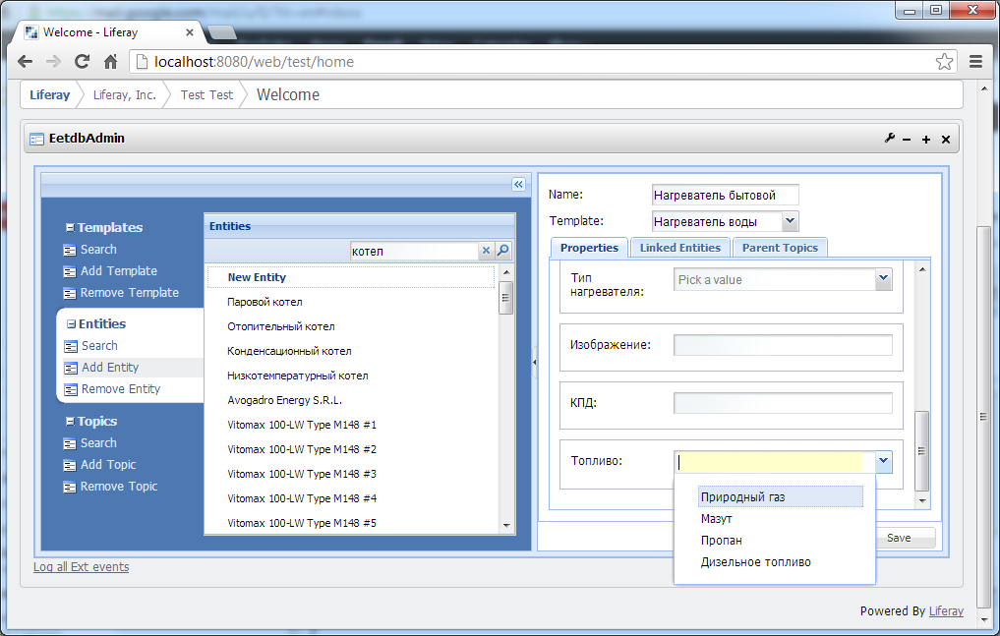 Welcome - Liferay
localhost:8080/web/test/home
Liferay Liferay, Inc. Test Test Welcome
EetdbAdmin
Templates
Search
Add Template
Remove Template
Entities
Search
Add Entity
Remove Entity
Topics
Search
Add Topic
Remove Topic
Entities
котел
New Entity
Паровой котел
Отопительный котел
Конденсационный котел
Низкотемпературный котел
Avogadro Energy S.R.L.
Vitomax 100-LW Type M148 #1
Vitomax 100-LW Type M148 #2
Vitomax 100-LW Type M148 #3
Vitomax 100-LW Type M148 #4
Vitomax 100-LW Type M148 #5
Name: Нагреватель бытовой
Template: Нагреватель воды
Properties Linked Entities Parent Topics
Тип
нагревателя: Pick a value
Изображение:
КПД:
Топливо:
Природный газ
Мазут
Пропан
Дизельное топливо
Save
Log all Ext events
Powered By Liferay